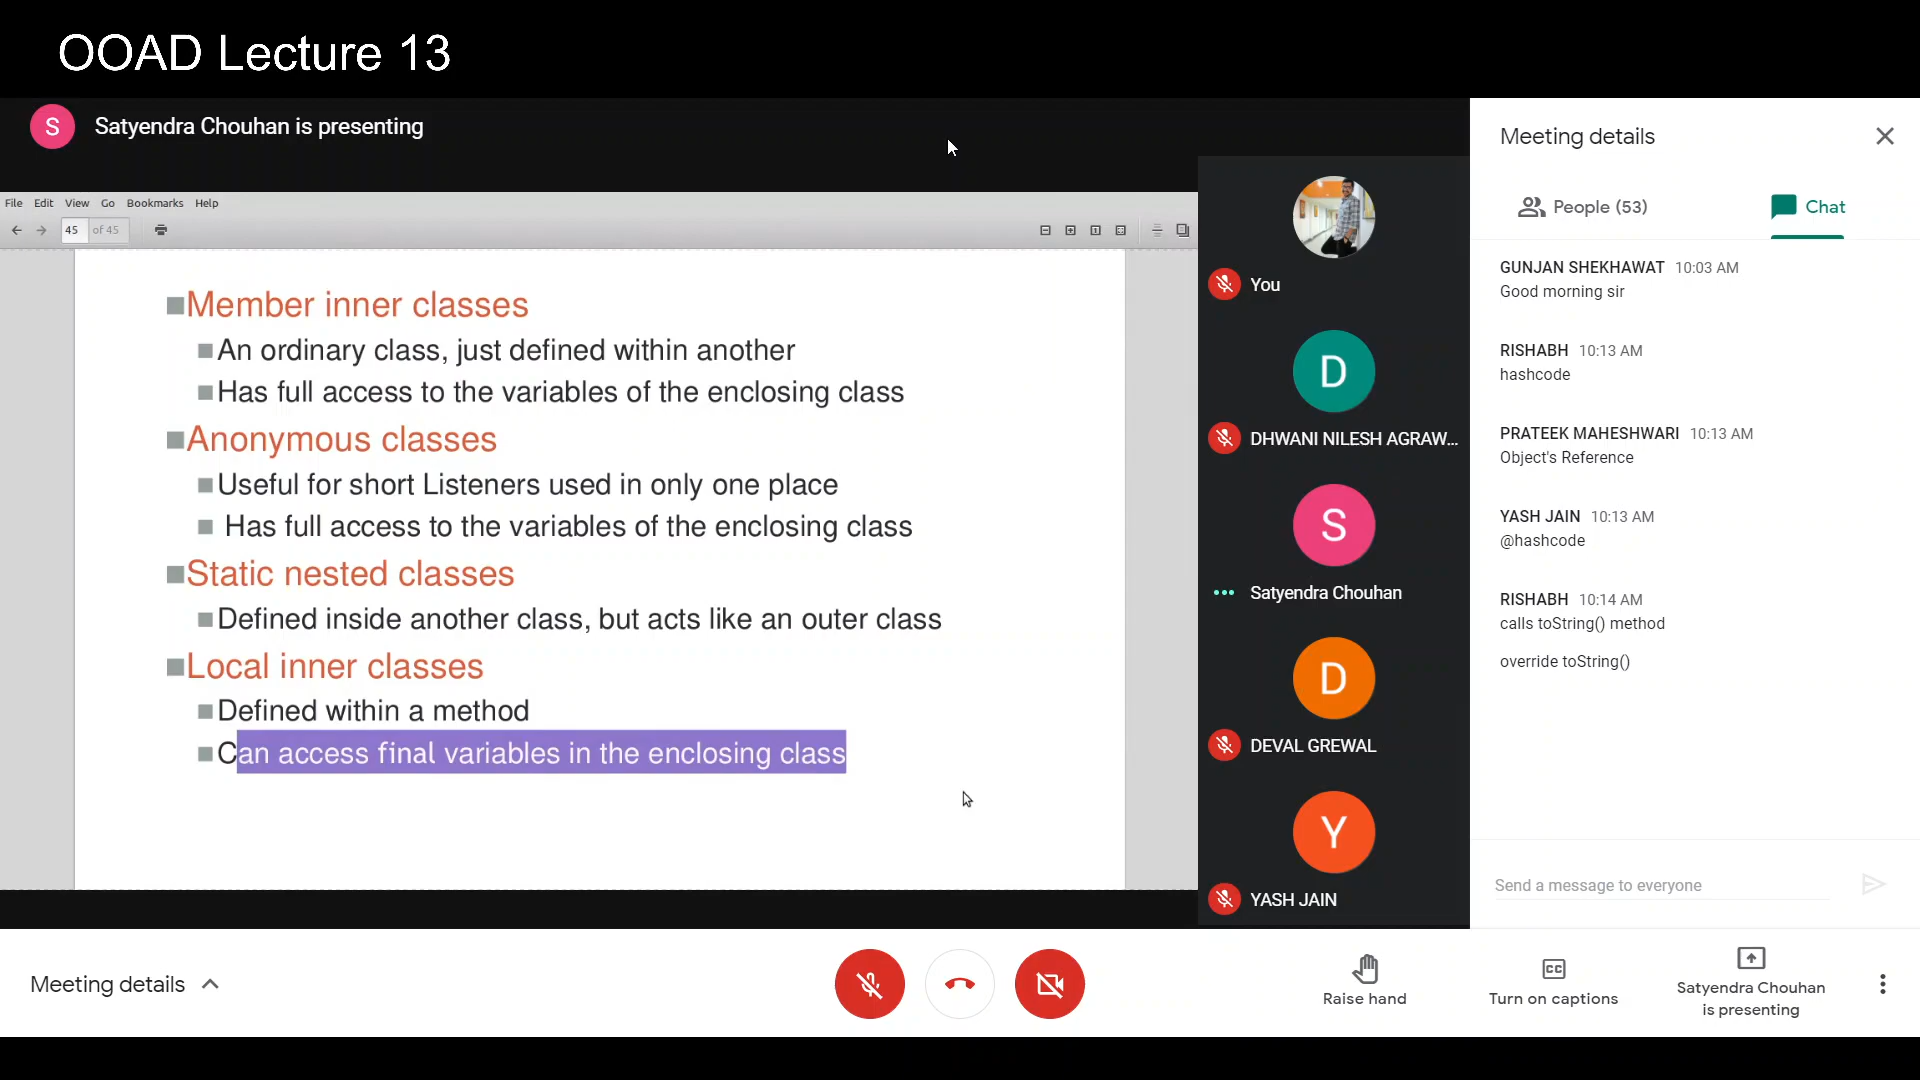 OOAD Lecture 13
S
Satyendra Chouhan is presenting
File Edit View Go Bookmarks Help
45 of 45
Member inner classes
An ordinary class, just defined within another
Has full access to the variables of the enclosing class
Anonymous classes
Useful for short Listeners used in only one place
Has full access to the variables of the enclosing class
Static nested classes
Defined inside another class, but acts like an outer class
Local inner classes
Defined within a method
Can access final variables in the enclosing class
You
D
DHWANI NILESH AGRAW...
S
Satyendra Chouhan
D
DEVAL GREWAL
Y
YASH JAIN
Meeting details
People (53)
Chat
GUNJAN SHEKHAWAT 10:03 AM
Good morning sir
RISHABH 10:13 AM
hashcode
PRATEEK MAHESHWARI 10:13 AM
Object's Reference
YASH JAIN 10:13 AM
@hashcode
RISHABH 10:14 AM
calls toString() method
override toString()
Send a message to everyone
Meeting details
Raise hand
CC
Turn on captions
Satyendra Chouhan
is presenting